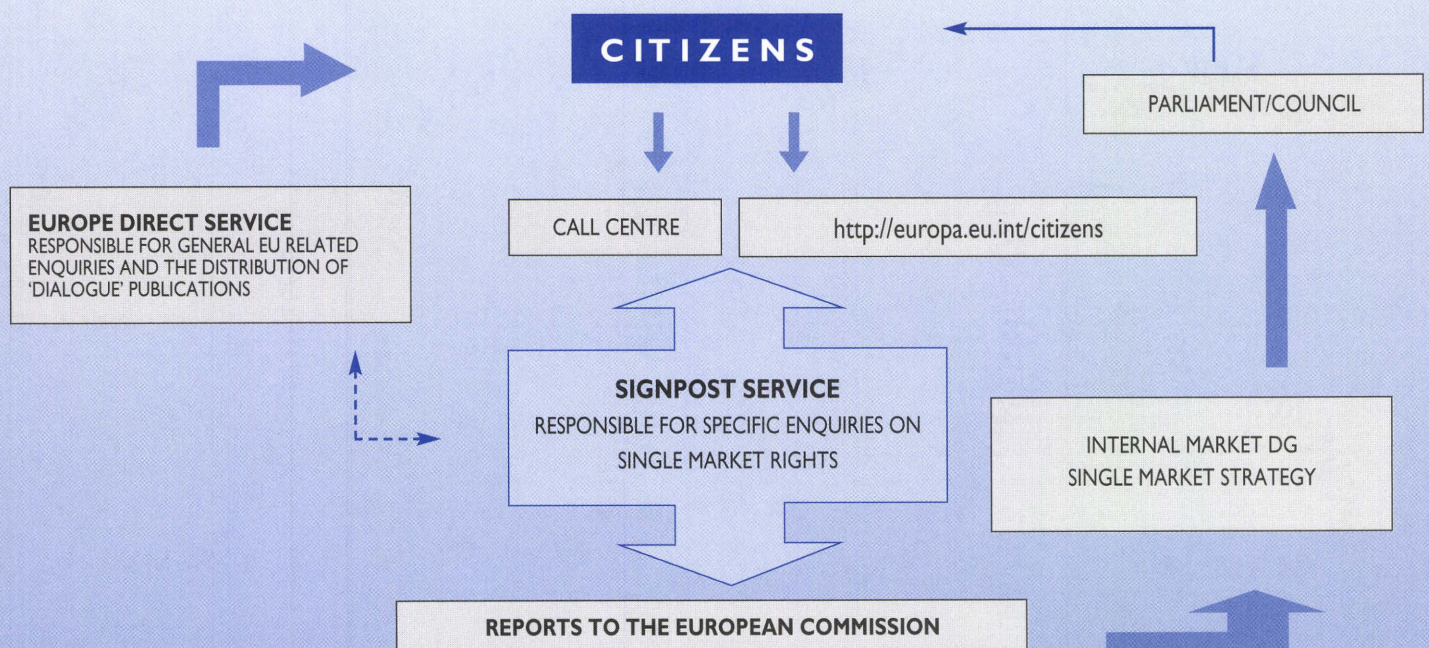 CITIZENS
PARLIAMENT/COUNCIL
EUROPE DIRECT SERVICE
RESPONSIBLE FOR GENERAL EU RELATED
ENQUIRIES AND THE DISTRIBUTION OF
‘DIALOGUE’ PUBLICATIONS
CALL CENTRE
http://europa.eu.int/citizens
SIGNPOST SERVICE
RESPONSIBLE FOR SPECIFIC ENQUIRIES ON
SINGLE MARKET RIGHTS
INTERNAL MARKET DG
SINGLE MARKET STRATEGY
REPORTS TO THE EUROPEAN COMMISSION